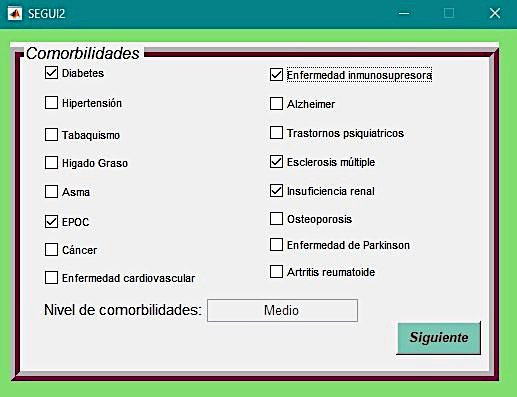 SEGUI2
Comorbilidades
Diabetes
Hipertensión
Tabaquismo
Higado Graso
Asma
EPOC
Cáncer
Enfermedad cardiovascular
Enfermedad inmunosupresora
Alzheimer
Trastornos psiquiatricos
Esclerosis múltiple
Insuficiencia renal
Osteoporosis
Enfermedad de Parkinson
Artritis reumatoide
Nivel de comorbilidades: Medio
Siguiente